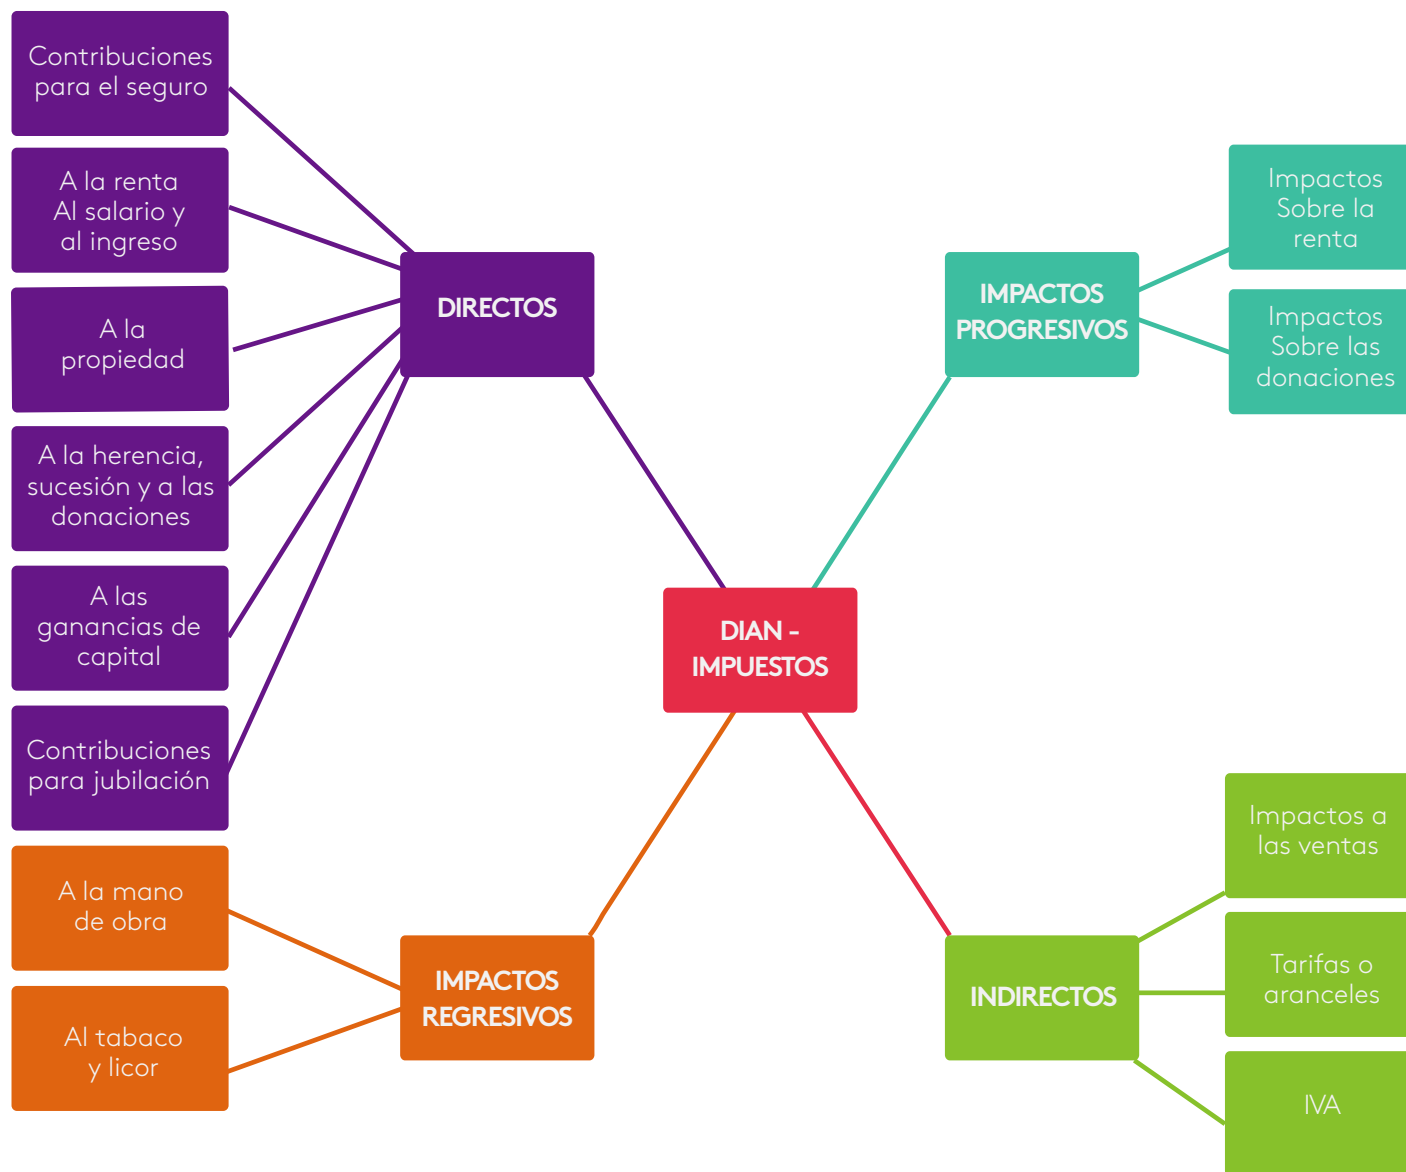 Contribuciones
para el seguro
A la renta
Al salario y
al ingreso
A la
propiedad
A la herencia,
sucesión y a las
donaciones
A las
ganancias de
capital
Contribuciones
para jubilación
DIRECTOS
IMPACTOS
PROGRESIVOS
Impactos
Sobre la
renta
Impactos
Sobre las
donaciones
DIAN -
IMPUESTOS
A la mano
de obra
Al tabaco
y licor
IMPACTOS
REGRESIVOS
INDIRECTOS
Impactos a
las ventas
Tarifas o
aranceles
IVA